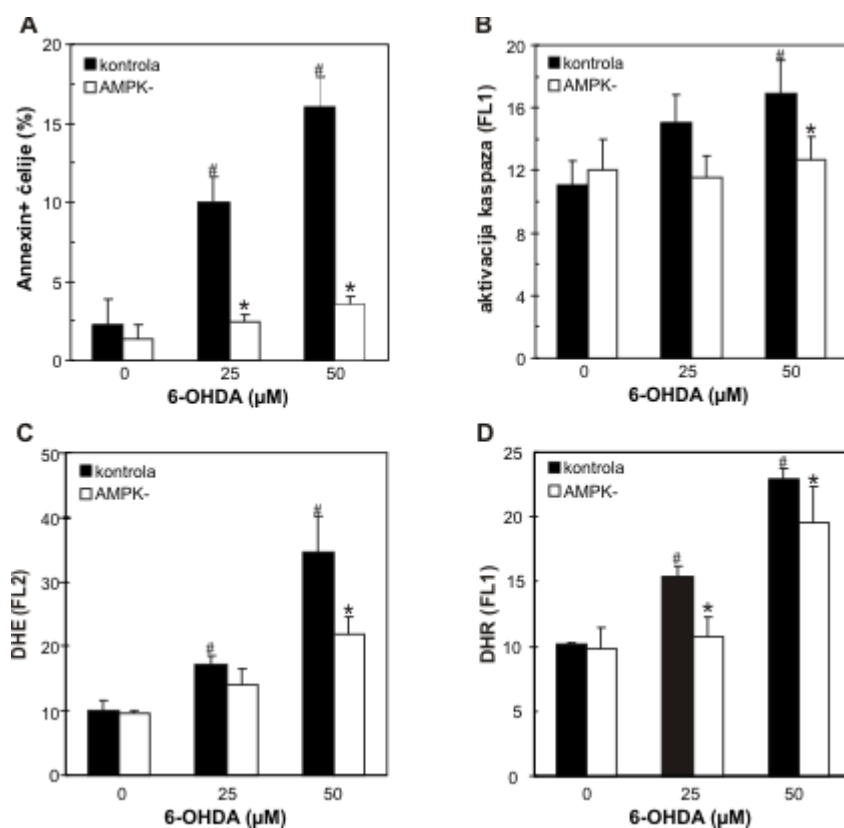 A
Annexin+ ćelije (%)
20
15
10
5
0
kontrola
AMPK-
#
#
*
*
0 25 50
6-OHDA (µM)
B
aktivacija kaspaza (FL1)
20
16
12
8
4
0
kontrola
AMPK-
#
*
0 25 50
6-OHDA (µM)
C
DHE (FL2)
50
40
30
20
10
0
kontrola
AMPK-
#
#
*
0 25 50
6-OHDA (µM)
D
DHR (FL1)
25
20
15
10
5
0
kontrola
AMPK-
#
#
*
*
0 25 50
6-OHDA (µM)